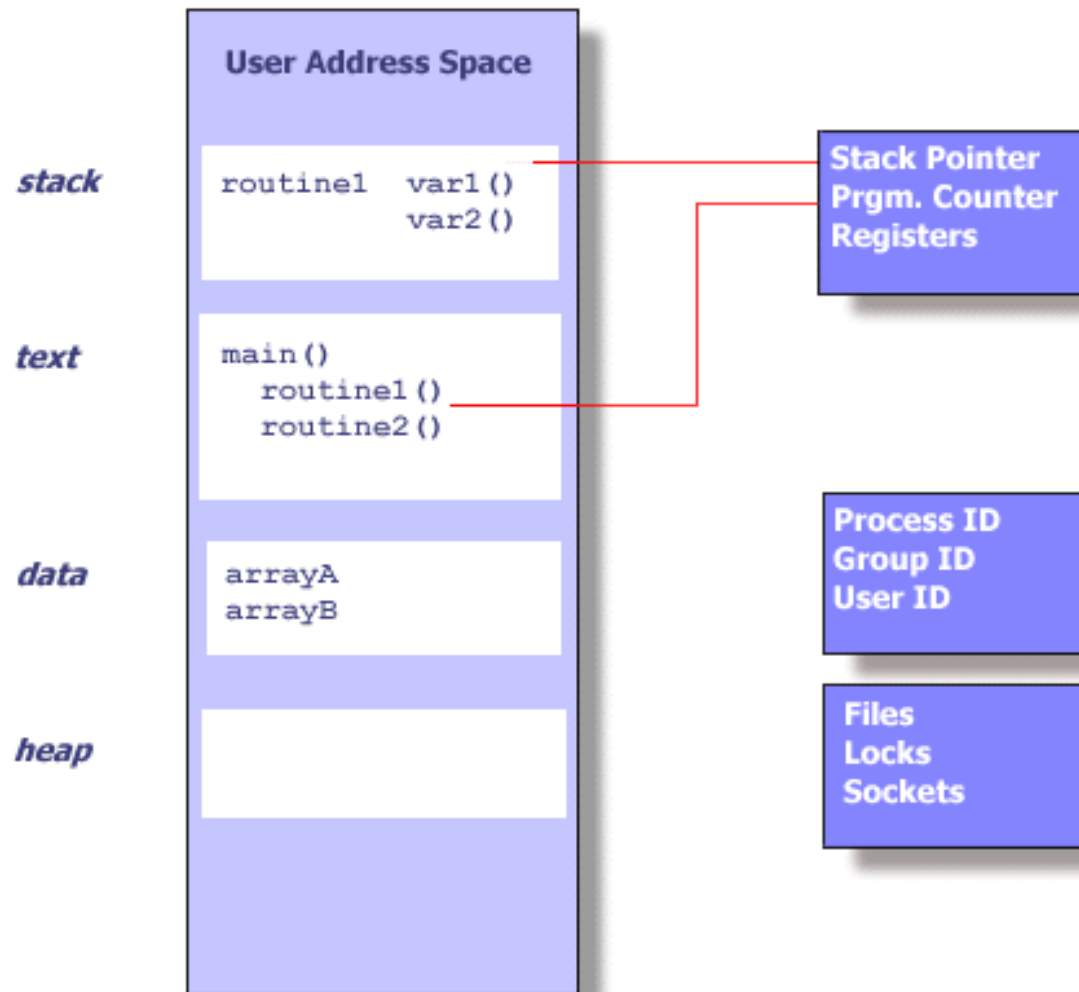 User Address Space
stack
routine1 var1()
var2()
text
main()
routine1()
routine2()
data
arrayA
arrayB
heap
Stack Pointer
Prgm. Counter
Registers
Process ID
Group ID
User ID
Files
Locks
Sockets